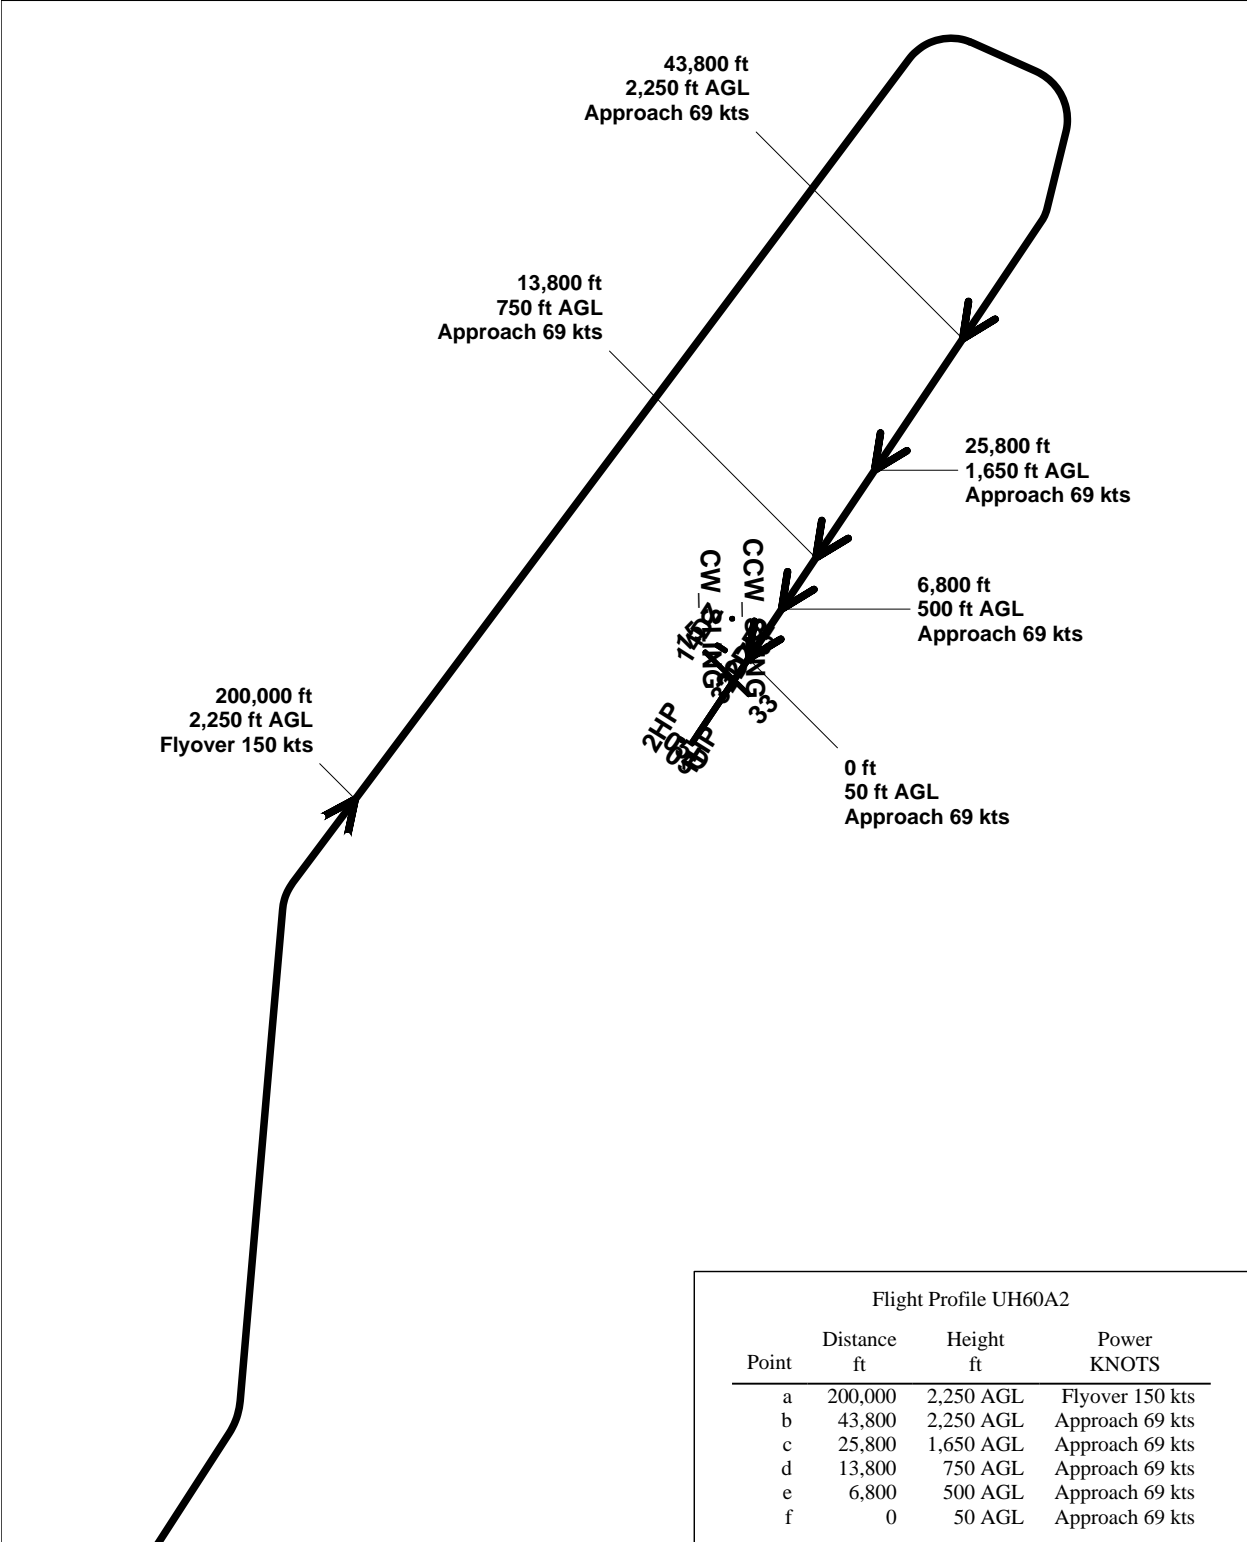 43,800 ft
2,250 ft AGL
Approach 69 kts
13,800 ft
750 ft AGL
Approach 69 kts
25,800 ft
1,650 ft AGL
Approach 69 kts
CW SLING
CCW SLING
6,800 ft
500 ft AGL
Approach 69 kts
33
2HP
200,000 ft
2,250 ft AGL
Flyover 150 kts
0 ft
50 ft AGL
Approach 69 kts
Flight Profile UH60A2
Point Distance ft Height ft Power KNOTS
a 200,000 2,250 AGL Flyover 150 kts
b 43,800 2,250 AGL Approach 69 kts
c 25,800 1,650 AGL Approach 69 kts
d 13,800 750 AGL Approach 69 kts
e 6,800 500 AGL Approach 69 kts
f 0 50 AGL Approach 69 kts